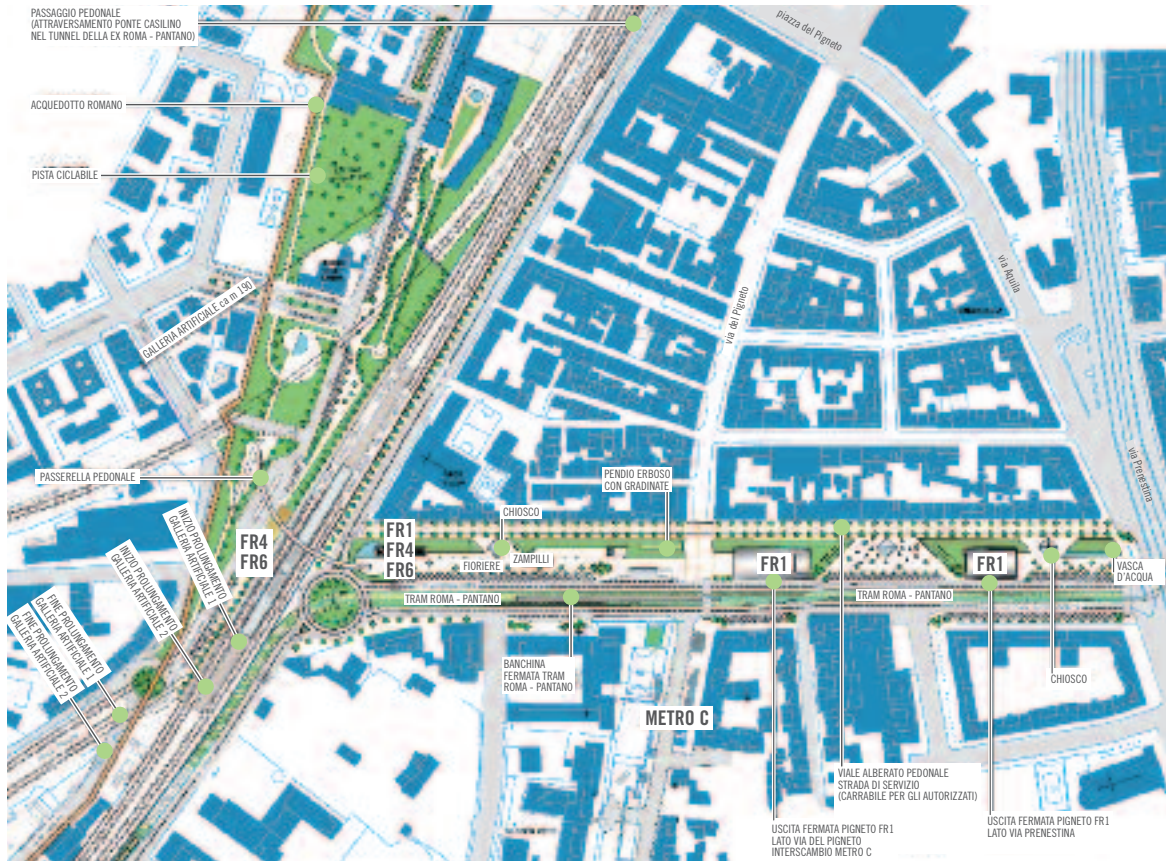 PASSAGGIO PEDONALE
(ATTRAVERSAMENTO PONTE CASILINO
NEL TUNNEL DELLA EX ROMA - PANTANO)
piazza del Pigneto
ACQUEDOTTO ROMANO
PISTA CICLABILE
via Aquila
GALLERIA ARTIFICIALE ca m 190
via del Pigneto
via Prenestina
PASSERELLA PEDONALE
PENDIO ERBOSO
CON GRADINATE
CHIOSCO
INIZIO PROLUNGAMENTO
GALLERIA ARTIFICIALE 1
FR4
FR6
FR1
FR4
FR6
FIORIERE
ZAMPILLI
FR1
FR1
VASCA
D'ACQUA
INIZIO PROLUNGAMENTO
GALLERIA ARTIFICIALE 2
TRAM ROMA - PANTANO
TRAM ROMA - PANTANO
FINE PROLUNGAMENTO
GALLERIA ARTIFICIALE 1
FINE PROLUNGAMENTO
GALLERIA ARTIFICIALE 2
BANCHINA
FERMATA TRAM
ROMA - PANTANO
CHIOSCO
METRO C
VIALE ALBERATO PEDONALE
STRADA DI SERVIZIO
(CARRABILE PER GLI AUTORIZZATI)
USCITA FERMATA PIGNETO FR1
LATO VIA DEL PIGNETO
INTERSCAMBIO METRO C
USCITA FERMATA PIGNETO FR1
LATO VIA PRENESTINA